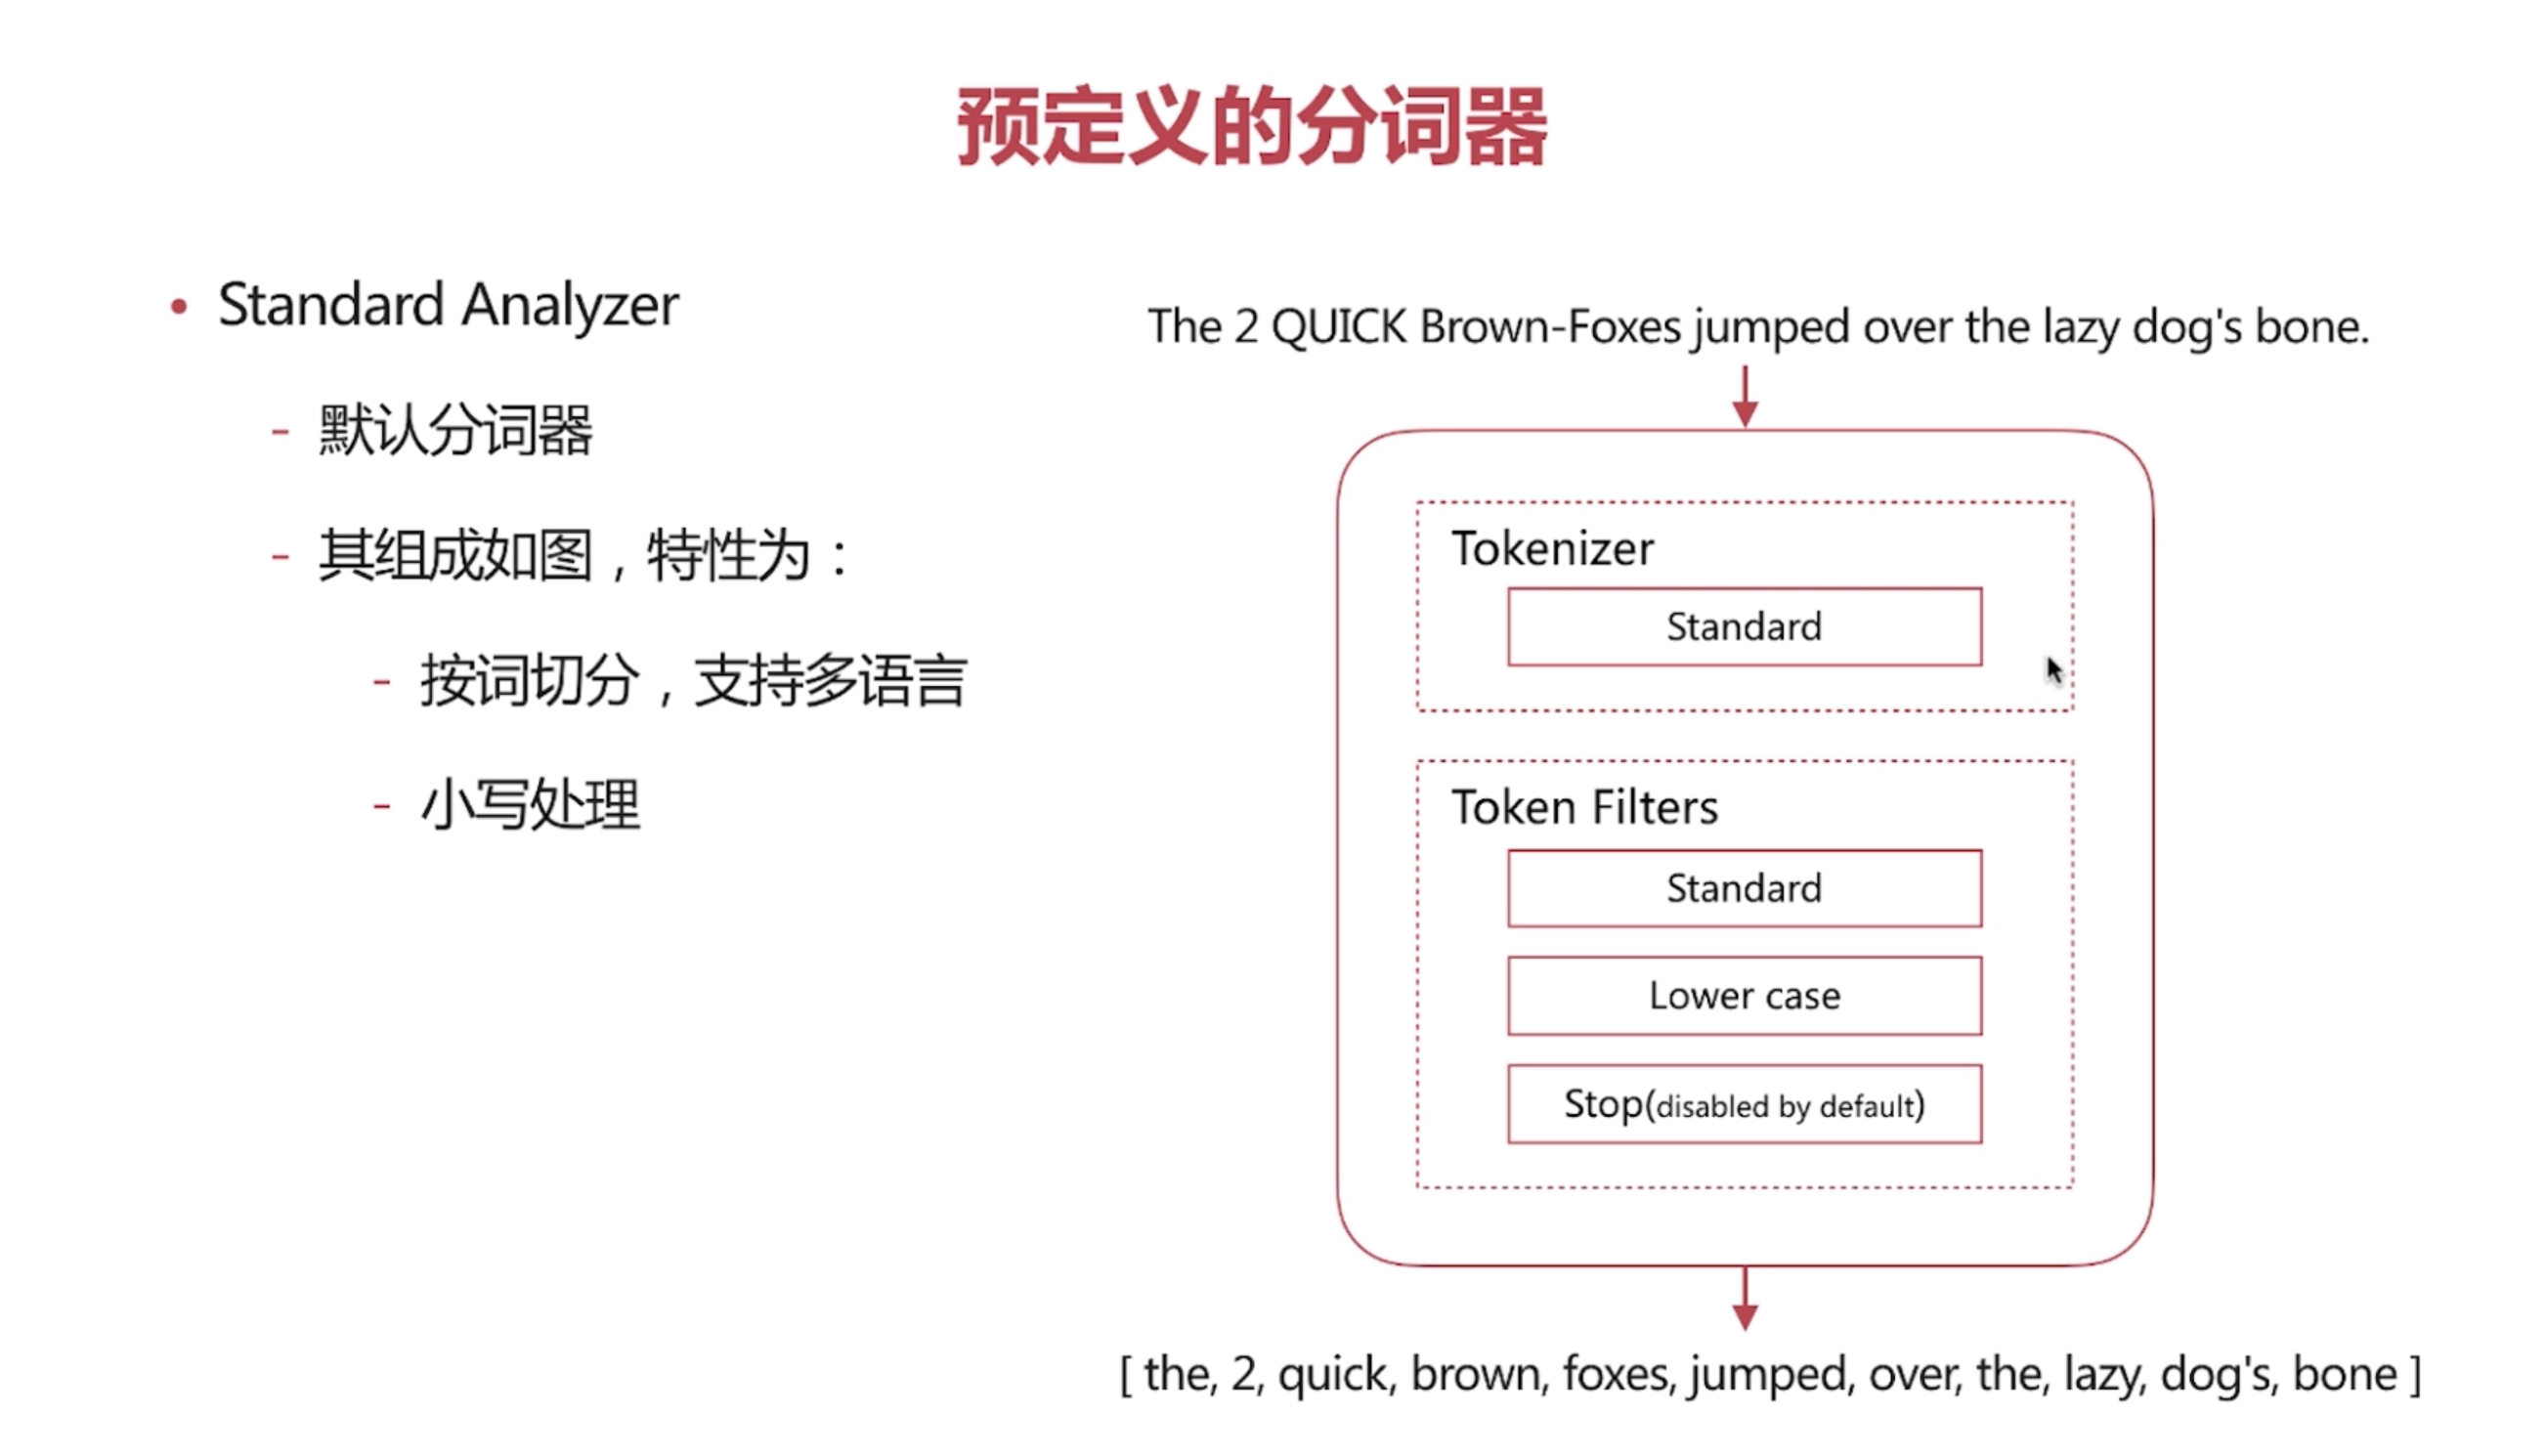 预定义的分词器
• Standard Analyzer
- 默认分词器
- 其组成如图，特性为：
- 按词切分，支持多语言
- 小写处理
The 2 QUICK Brown-Foxes jumped over the lazy dog's bone.
Tokenizer
Standard
Token Filters
Standard
Lower case
Stop(disabled by default)
[ the, 2, quick, brown, foxes, jumped, over, the, lazy, dog's, bone ]